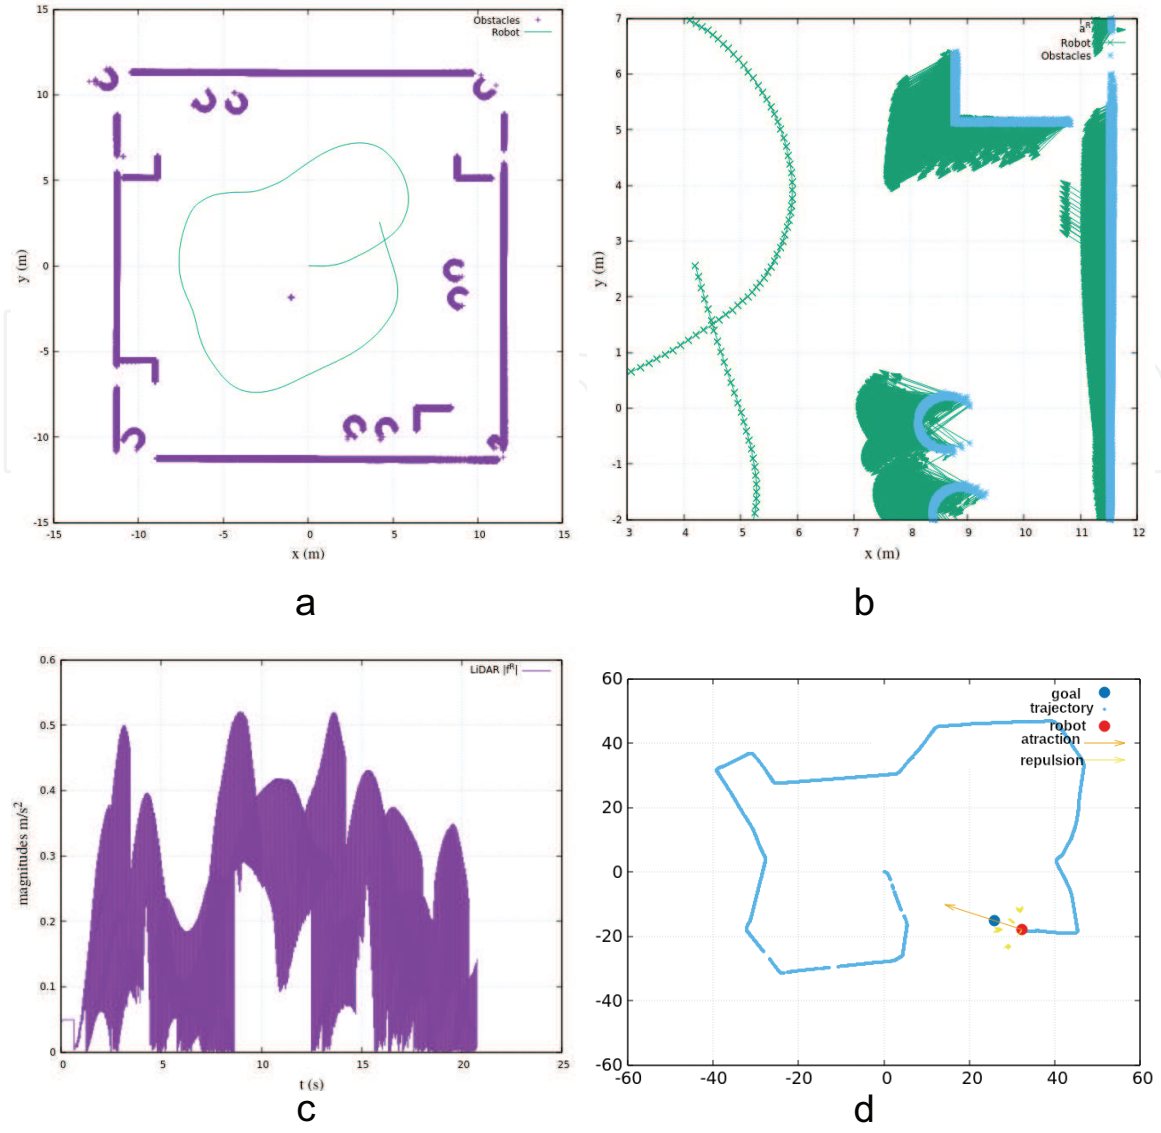 15
10
5
0
-5
-10
-15
-15 -10 -5 0 5 10 15
y (m)
x (m)
Obstacles
Robot
a
7
6
5
4
3
2
1
0
-1
-2
3 4 5 6 7 8 9 10 11 12
y (m)
x (m)
a^R
Robot
Obstacles
b
0.6
0.5
0.4
0.3
0.2
0.1
0
0 5 10 15 20 25
magnitudes m/s²
t (s)
LiDAR |f^R|
c
60
40
20
0
-20
-40
-60
-60 -40 -20 0 20 40 60
goal
trajectory
robot
atraction
repulsion
d